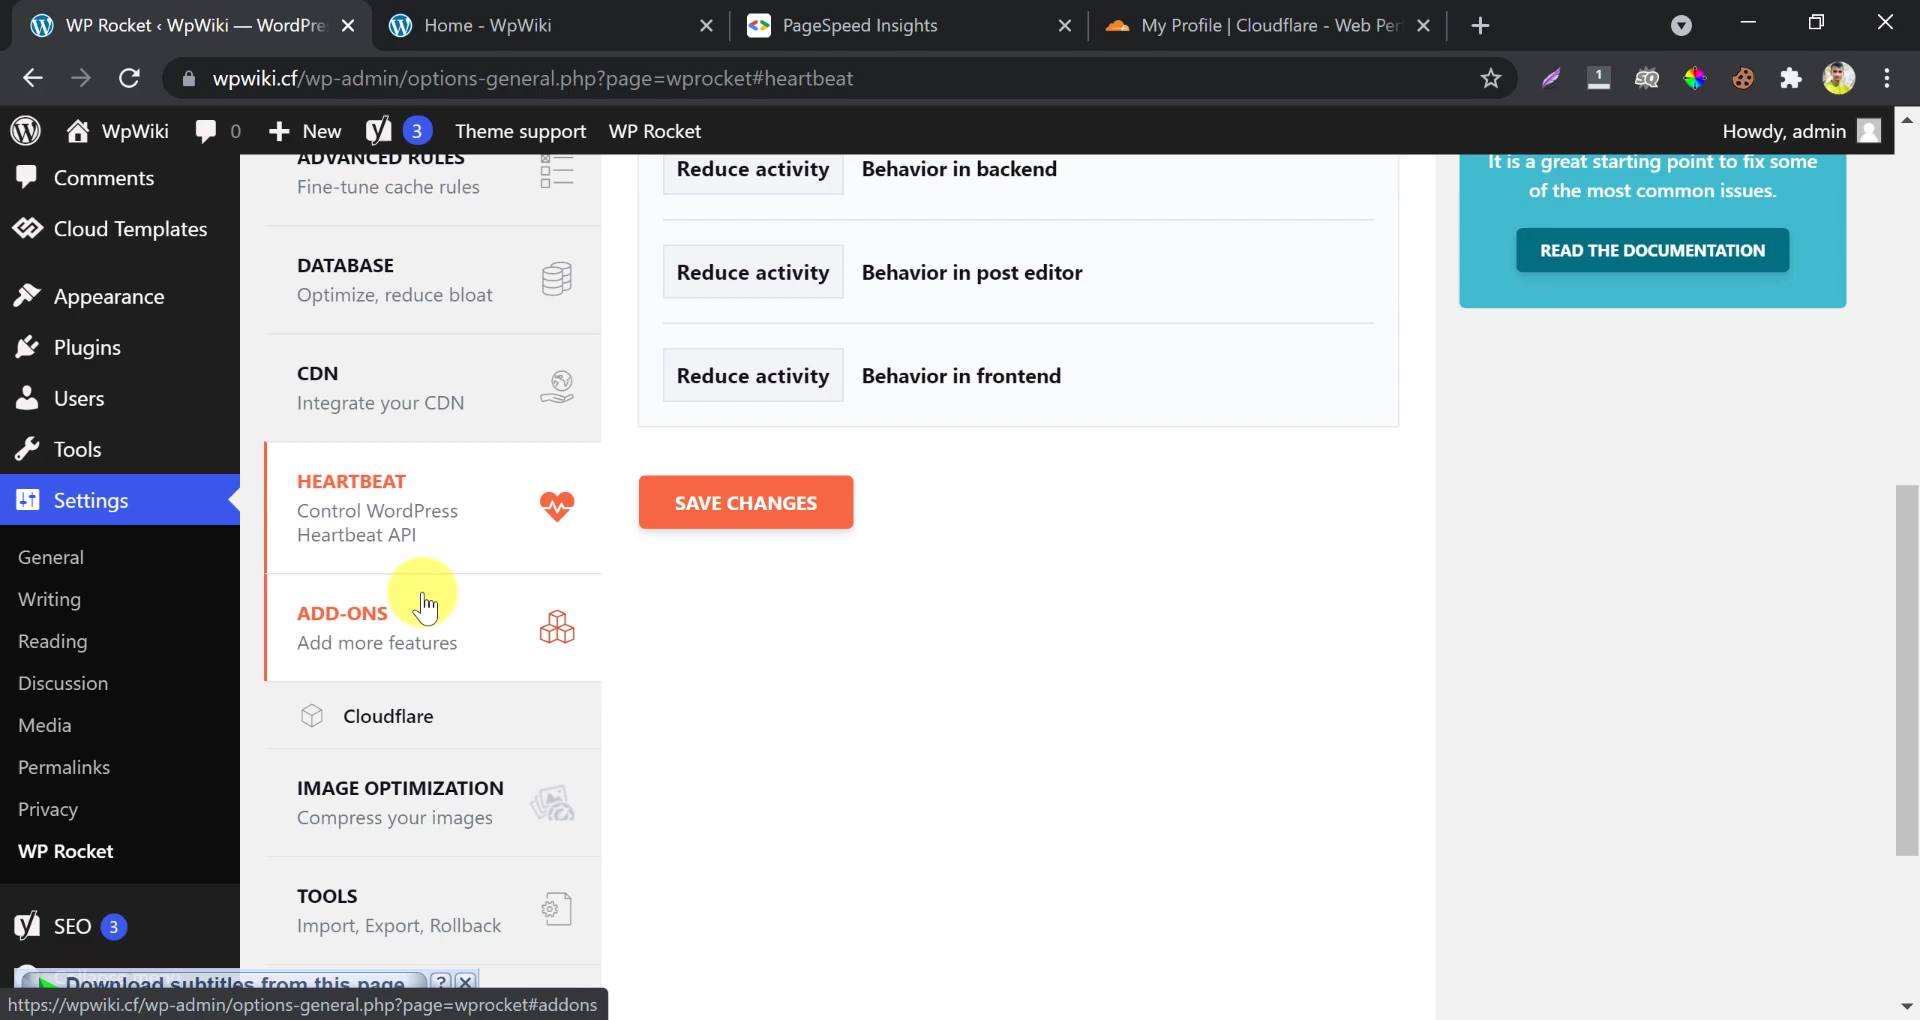 WP Rocket ‹ WpWiki — WordPre
Home - WpWiki
PageSpeed Insights
My Profile | Cloudflare - Web Per
wpwiki.cf/wp-admin/options-general.php?page=wprocket#heartbeat
1
WpWiki
0
New
3
Theme support
WP Rocket
Howdy, admin
Comments
Cloud Templates
Appearance
Plugins
Users
Tools
Settings
General
Writing
Reading
Discussion
Media
Permalinks
Privacy
WP Rocket
SEO 3
ADVANCED RULES
Fine-tune cache rules
DATABASE
Optimize, reduce bloat
CDN
Integrate your CDN
HEARTBEAT
Control WordPress
Heartbeat API
ADD-ONS
Add more features
Cloudflare
IMAGE OPTIMIZATION
Compress your images
TOOLS
Import, Export, Rollback
Reduce activity Behavior in backend
Reduce activity Behavior in post editor
Reduce activity Behavior in frontend
SAVE CHANGES
It is a great starting point to fix some
of the most common issues.
READ THE DOCUMENTATION
Download subtitles from this page
https://wpwiki.cf/wp-admin/options-general.php?page=wprocket#addons